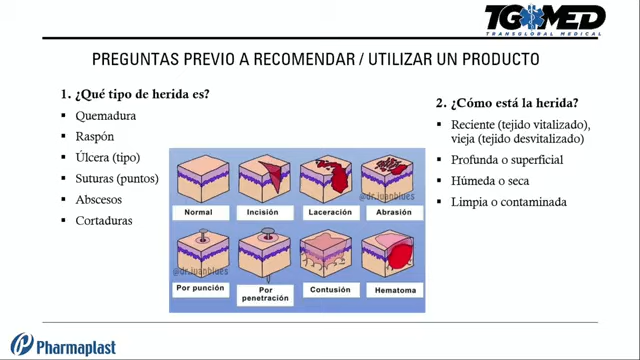 TGMED
TRANSGLOBAL MEDICAL
PREGUNTAS PREVIO A RECOMENDAR / UTILIZAR UN PRODUCTO
1. ¿Qué tipo de herida es?
▪ Quemadura
▪ Raspón
▪ Úlcera (tipo)
▪ Suturas (puntos)
▪ Abscesos
▪ Cortaduras
2. ¿Cómo está la herida?
▪ Reciente (tejido vitalizado),
vieja (tejido desvitalizado)
▪ Profunda o superficial
▪ Húmeda o seca
▪ Limpia o contaminada
@dr.juanblues
Normal
Incisión
Laceración
Abrasión
@dr.juanblues
Por punción
Por
penetración
Contusión
Hematoma
Pharmaplast